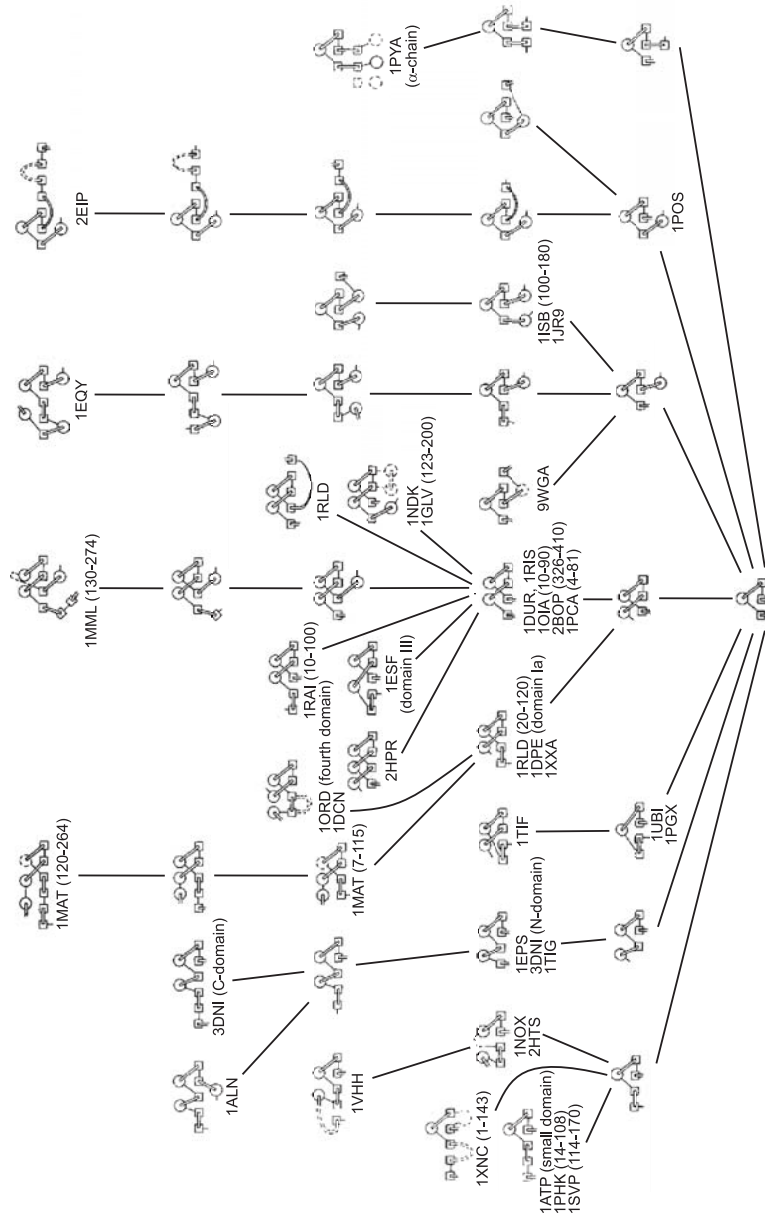 1PYA
(α-chain)
2EIP
1POS
1ISB (100-180)
1JR9
1EQY
9WGA
1RLD
1NDK
1GLV (123-200)
1MML (130-274)
1DUR, 1RIS
1OIA (10-90)
2BOP (326-410)
1PCA (4-81)
1RAI (10-100)
1ESF
(domain III)
2HPR
1ORD (fourth domain)
1DCN
1RLD (20-120)
1DPE (domain Ia)
1XXA
1MAT (120-264)
1MAT (7-115)
1TIF
1UBI
1PGX
3DNI (C-domain)
1EPS
3DNI (N-domain)
1TIG
1ALN
1VHH
1NOX
2HTS
1XNC (1-143)
1ATP (small domain)
1PHK (14-108)
1SVP (114-170)